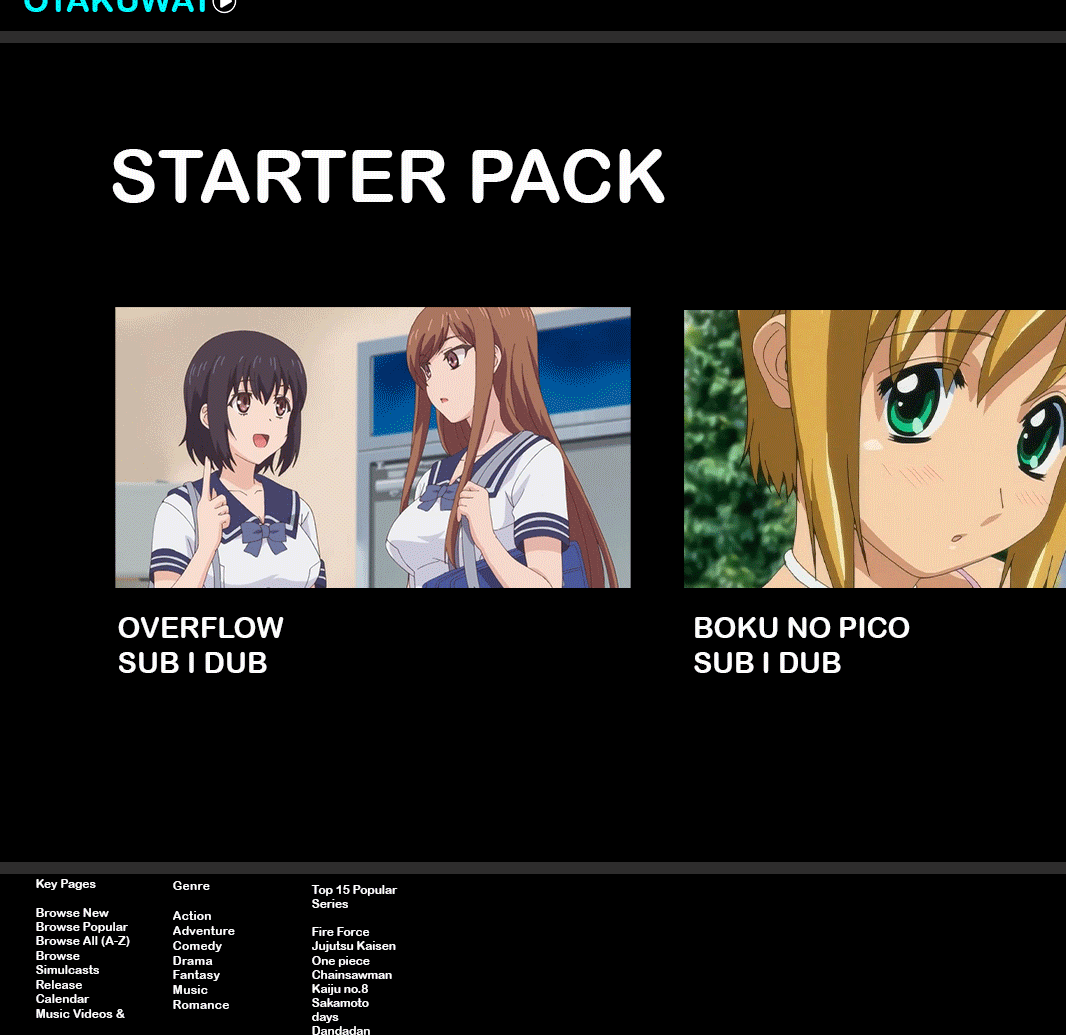 OTAKUWAT
STARTER PACK
OVERFLOW
SUB I DUB
BOKU NO PICO
SUB I DUB
Key Pages
Browse New
Browse Popular
Browse All (A-Z)
Browse
Simulcasts
Release
Calendar
Music Videos &
Genre
Action
Adventure
Comedy
Drama
Fantasy
Music
Romance
Top 15 Popular
Series
Fire Force
Jujutsu Kaisen
One piece
Chainsawman
Kaiju no.8
Sakamoto
days
Dandadan